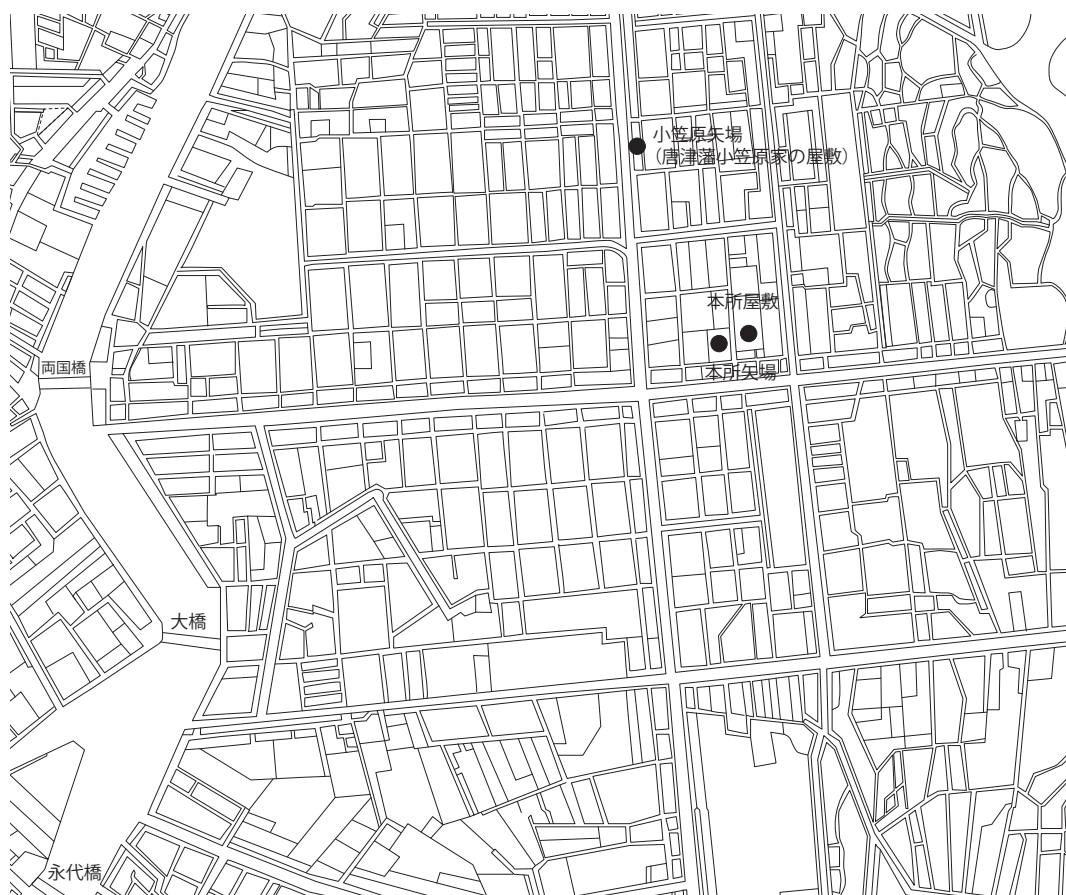 小笠原矢場
（唐津藩小笠原家の屋敷）
本所屋敷
両国橋
本所矢場
大橋
永代橋